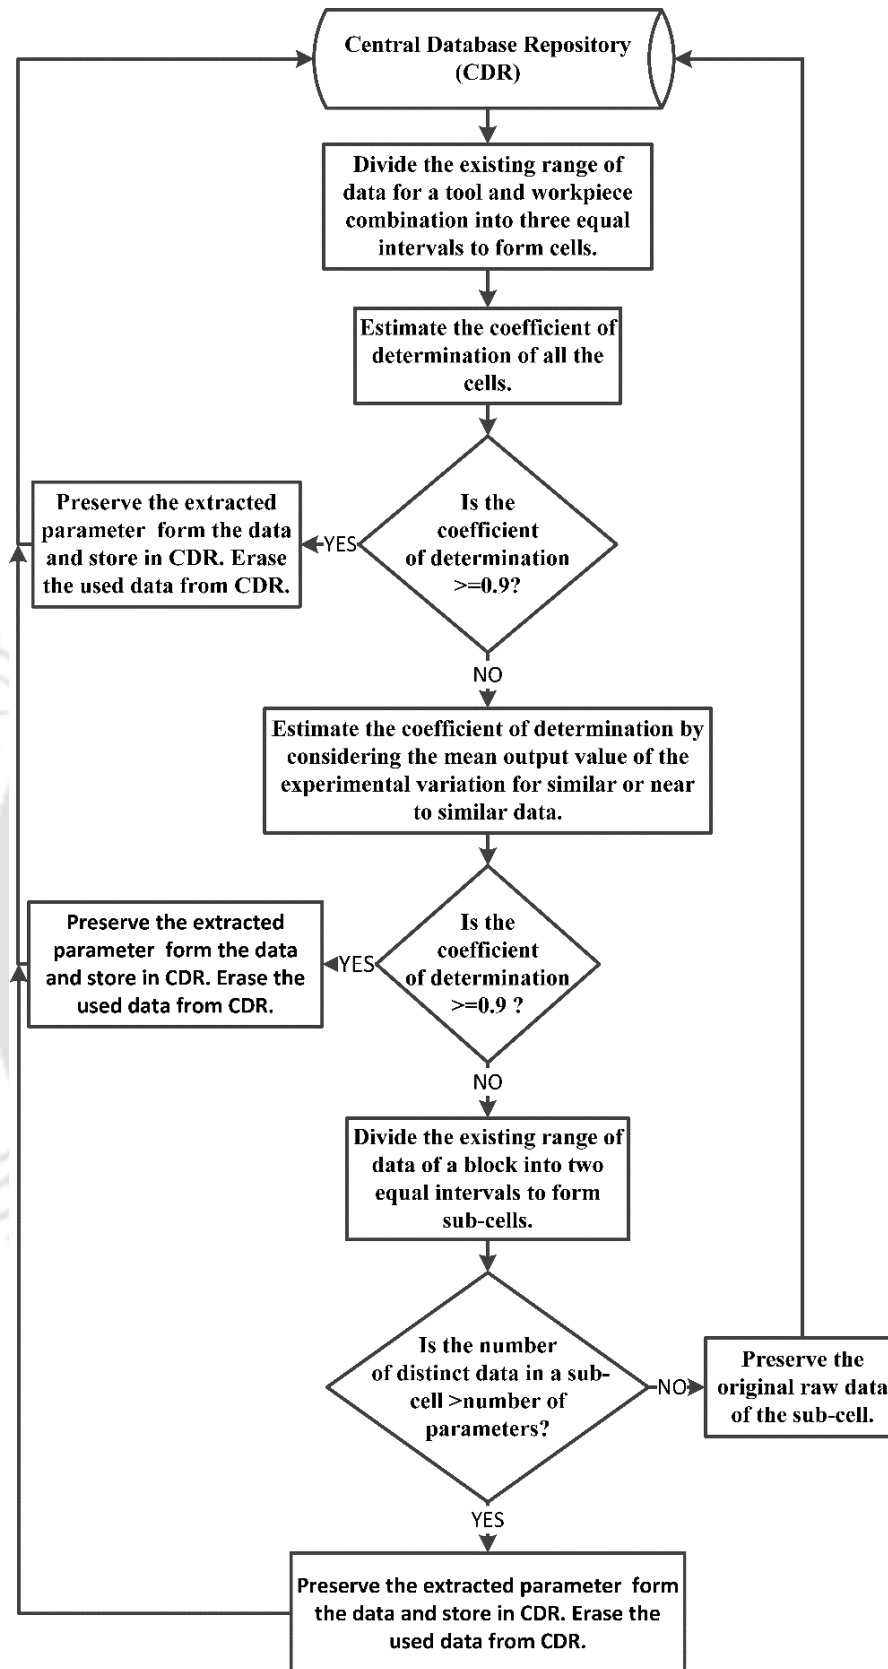 Central Database Repository
(CDR)
Divide the existing range of
data for a tool and workpiece
combination into three equal
intervals to form cells.
Estimate the coefficient of
determination of all the
cells.
Is the
coefficient
of determination
>=0.9?
YES
Preserve the extracted
parameter form the data
and store in CDR. Erase
the used data from CDR.
NO
Estimate the coefficient of determination by
considering the mean output value of the
experimental variation for similar or near
to similar data.
Is the
coefficient
of determination
>=0.9 ?
YES
Preserve the extracted
parameter form the data
and store in CDR. Erase the
used data from CDR.
NO
Divide the existing range of
data of a block into two
equal intervals to form
sub-cells.
Is the number
of distinct data in a sub-
cell >number of
parameters?
NO
Preserve the
original raw data
of the sub-cell.
YES
Preserve the extracted parameter form
the data and store in CDR. Erase the
used data from CDR.